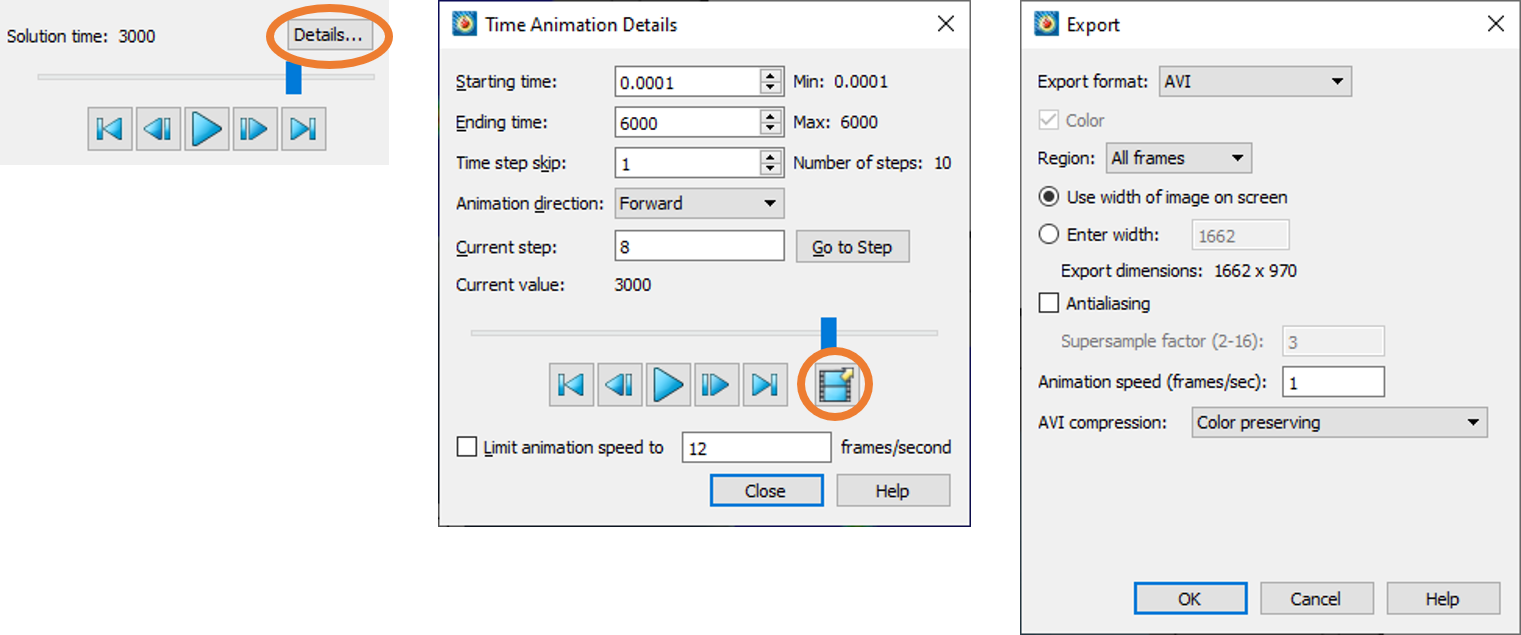 Solution time: 3000 Details...
Time Animation Details
Starting time: 0.0001 Min: 0.0001
Ending time: 6000 Max: 6000
Time step skip: 1 Number of steps: 10
Animation direction: Forward
Current step: 8 Go to Step
Current value: 3000
Limit animation speed to 12 frames/second
Close Help
Export
Export format: AVI
Color
Region: All frames
Use width of image on screen
Enter width: 1662
Export dimensions: 1662 x 970
Antialiasing
Supersample factor (2-16): 3
Animation speed (frames/sec): 1
AVI compression: Color preserving
OK Cancel Help